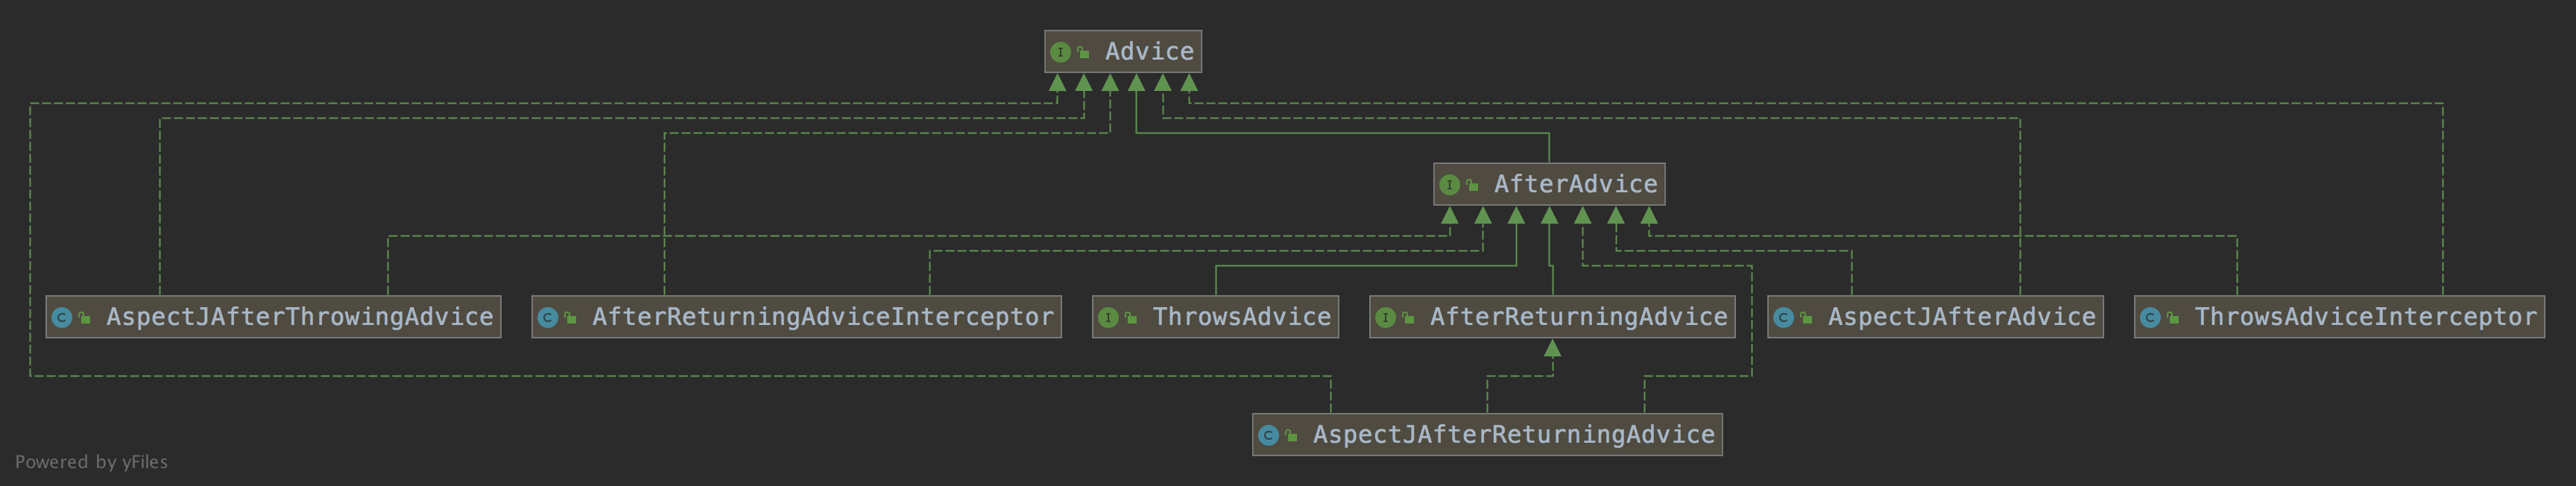 Advice
AfterAdvice
AspectJAfterThrowingAdvice
AfterReturningAdviceInterceptor
ThrowsAdvice
AfterReturningAdvice
AspectJAfterAdvice
ThrowsAdviceInterceptor
AspectJAfterReturningAdvice
Powered by yFiles